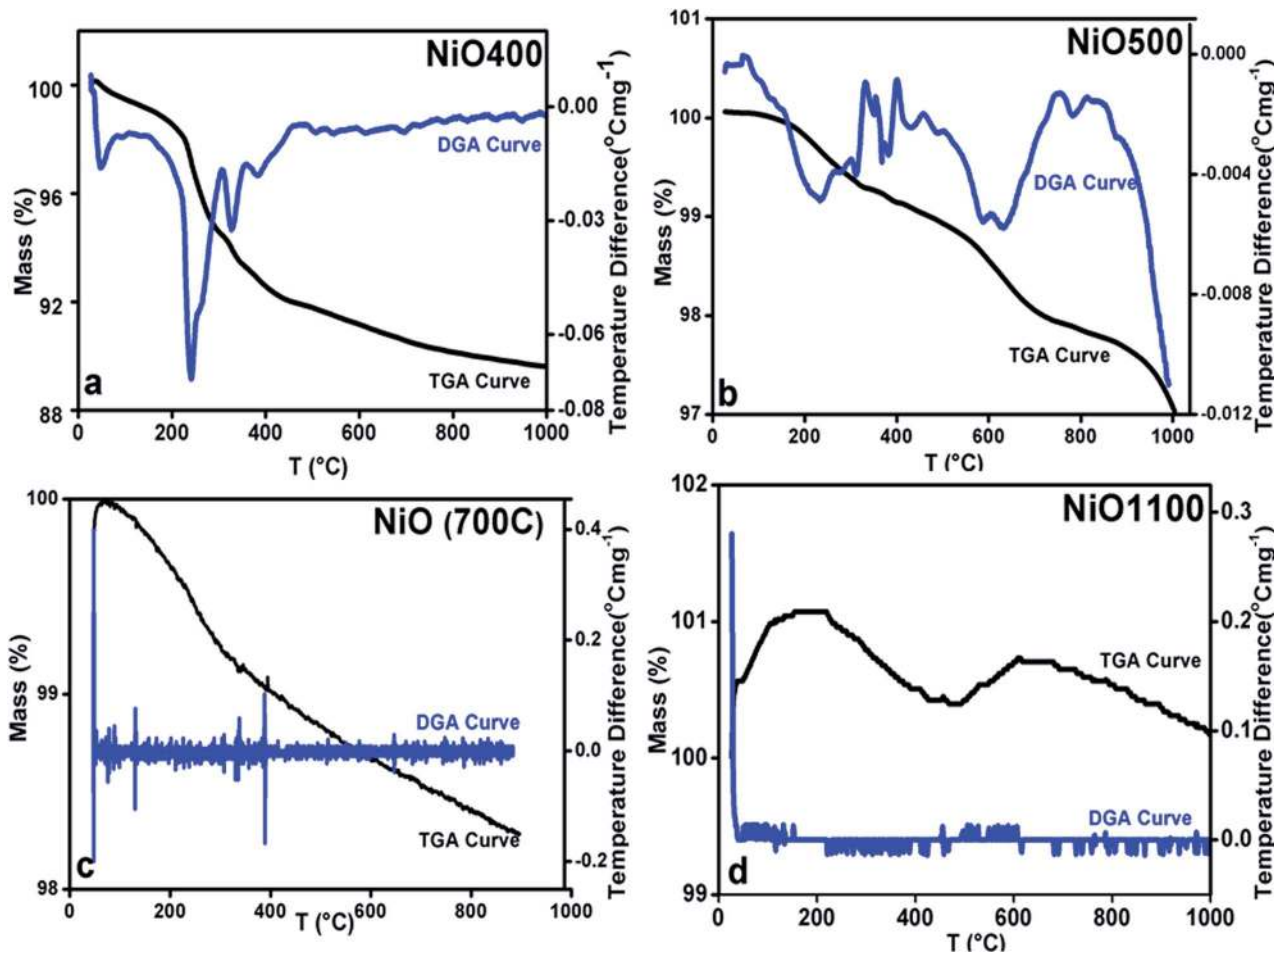 NiO400
100
96
92
88
Mass (%)
0.00
-0.03
-0.06
-0.08
Temperature Difference(°Cmg⁻¹)
DGA Curve
TGA Curve
a
0 200 400 600 800 1000
T (°C)
NiO500
101
100
99
98
97
Mass (%)
0.000
-0.004
-0.008
-0.012
Temperature Difference(°Cmg⁻¹)
DGA Curve
TGA Curve
b
0 200 400 600 800 1000
T (°C)
NiO (700C)
100
99
98
Mass (%)
0.4
0.2
0.0
-0.2
Temperature Difference(°Cmg⁻¹)
DGA Curve
TGA Curve
c
0 200 400 600 800 1000
T (°C)
NiO1100
102
101
100
99
Mass (%)
0.3
0.2
0.1
0.0
Temperature Difference(°Cmg⁻¹)
TGA Curve
DGA Curve
d
0 200 400 600 800 1000
T (°C)